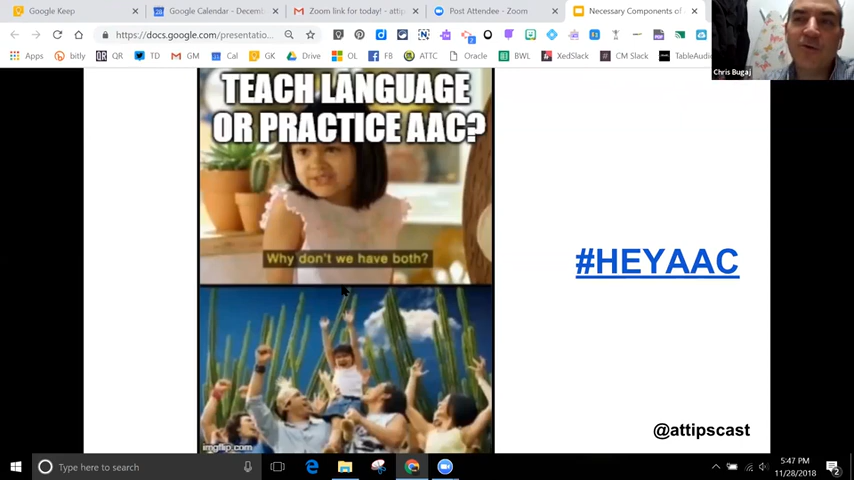 Google Keep
Google Calendar - Decemb
Zoom link for today! - attip
Post Attendee - Zoom
Necessary Components of
https://docs.google.com/presentatio...
Apps
bitly
QR
TD
GM
Cal
GK
Drive
OL
FB
ATTC
Oracle
BWL
XedSlack
CM Slack
TableAudi
Chris Bugaj
TEACH LANGUAGE
OR PRACTICE AAC?
Why don't we have both?
#HEYAAC
imgflip.com
@attipscast
Type here to search
5:47 PM
11/28/2018